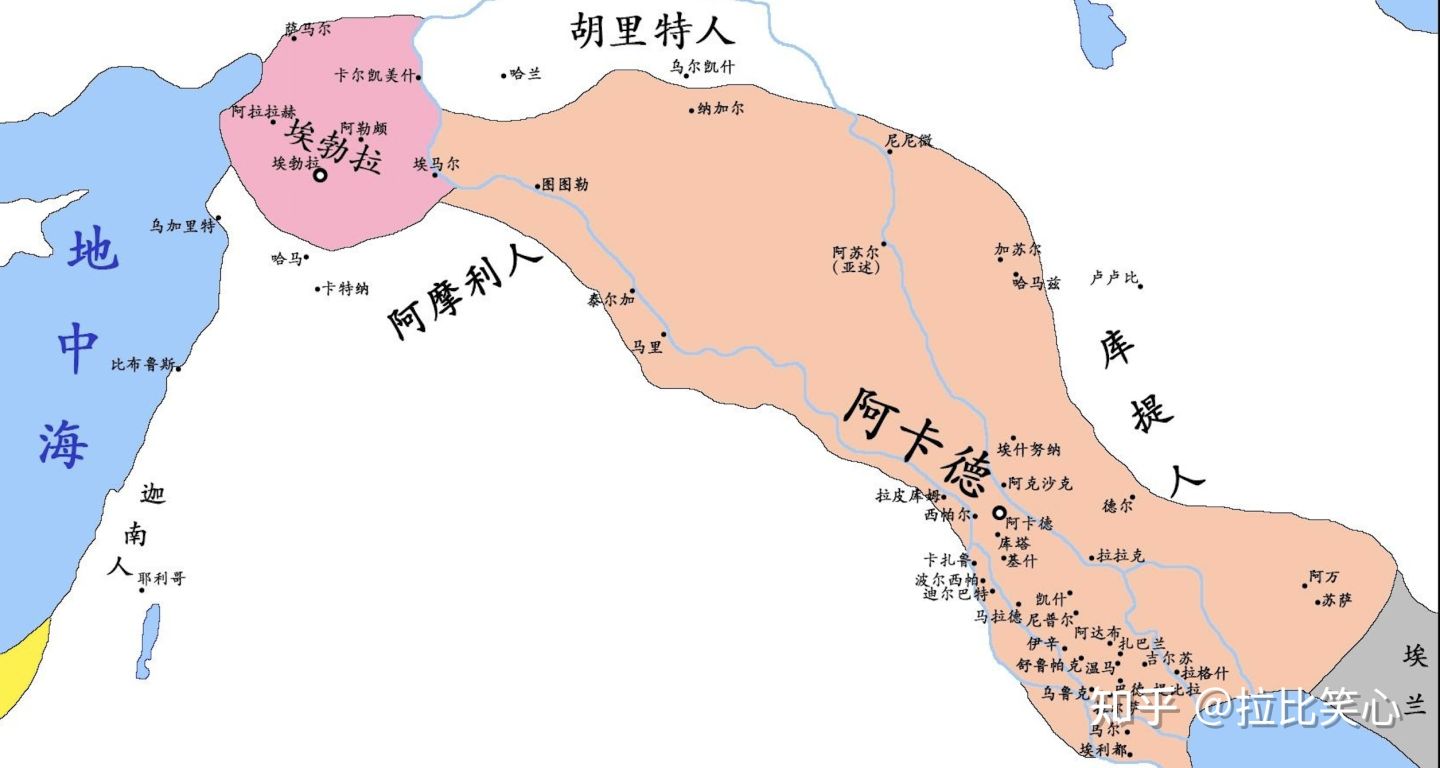 胡里特人
萨马尔
卡尔凯美什
哈兰
乌尔凯什
纳加尔
阿拉拉赫
阿勒颇
埃勃拉
埃勃拉
埃马尔
图图勒
尼尼微
乌加里特
地中海
哈马
卡特纳
阿摩利人
阿苏尔
(亚述)
加苏尔
哈马兹
卢卢比
泰尔加
马里
比布鲁斯
库提人
阿卡德
埃什努纳
阿克沙克
拉皮库姆
西帕尔
阿卡德
德尔
迦南人
耶利哥
库塔
基什
卡扎鲁
拉拉克
波尔西帕
迪尔巴特
马拉德
凯什
尼普尔
阿万
苏萨
阿达布
扎巴兰
伊辛
舒鲁帕克
温马
吉尔苏
拉格什
乌鲁克
埃兰
知乎 @拉比笑心
埃利都